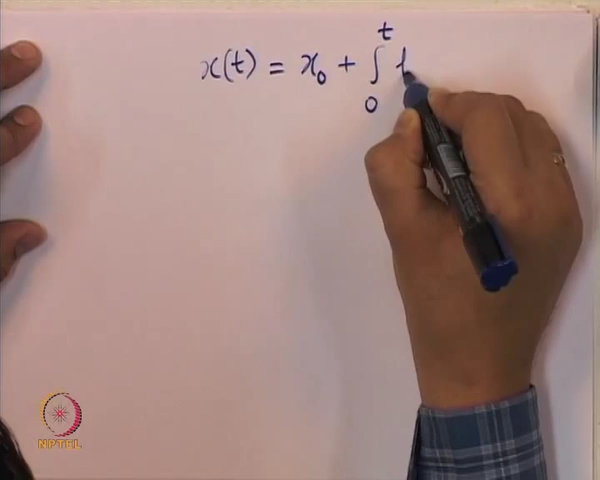 x(t) = x₀ + ∫₀ᵗ f
NPTEL